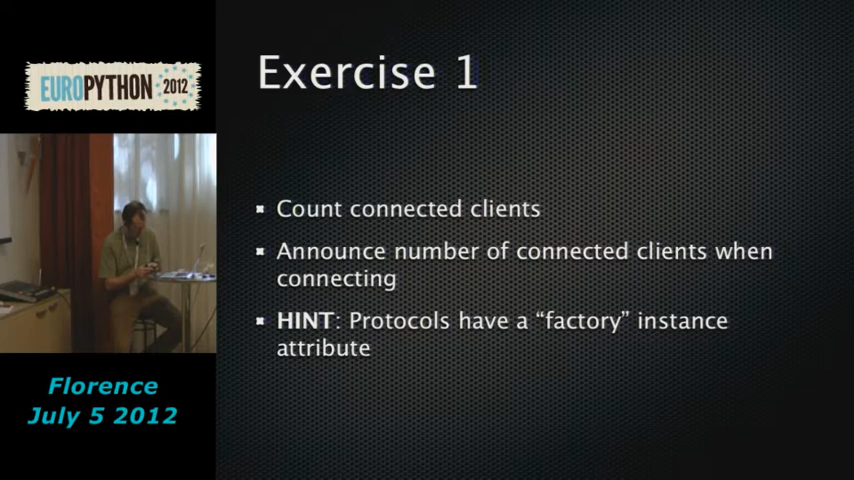 EUROPYTHON 2012
Exercise 1
Count connected clients
Announce number of connected clients when
connecting
HINT: Protocols have a “factory” instance
attribute
Florence
July 5 2012